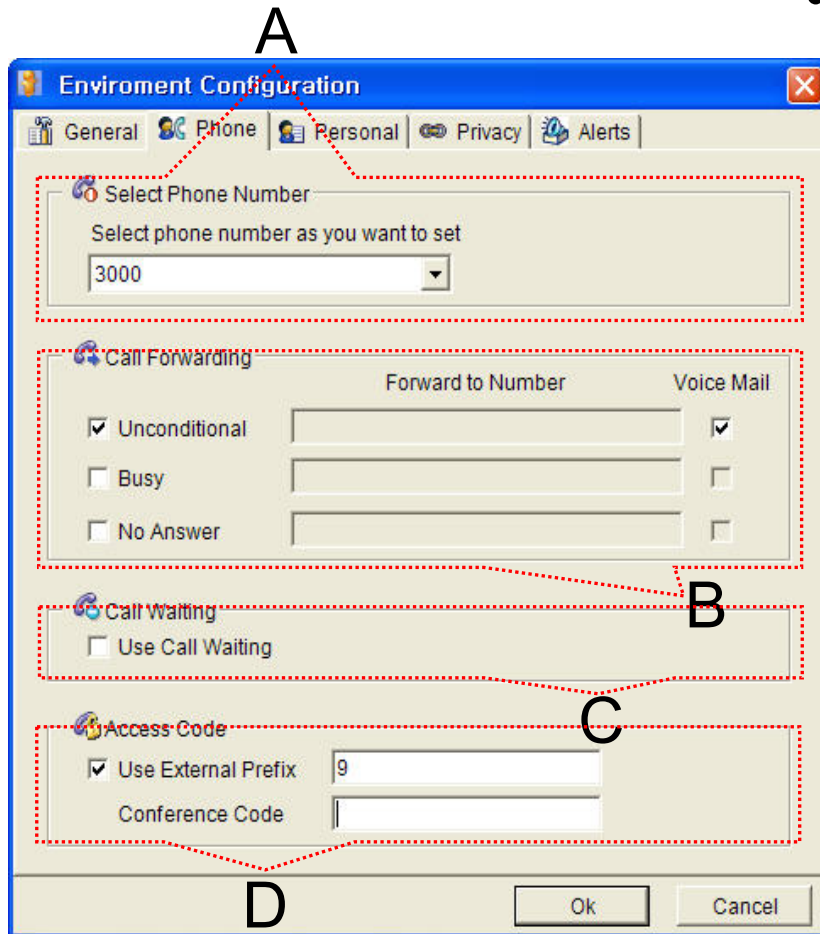 A
Enviroment Configuration
General Phone Personal Privacy Alerts
Select Phone Number
Select phone number as you want to set
3000
Call Forwarding
Forward to Number Voice Mail
Unconditional
Busy
No Answer
B
Call Waiting
Use Call Waiting
C
Access Code
Use External Prefix 9
Conference Code
D
Ok Cancel